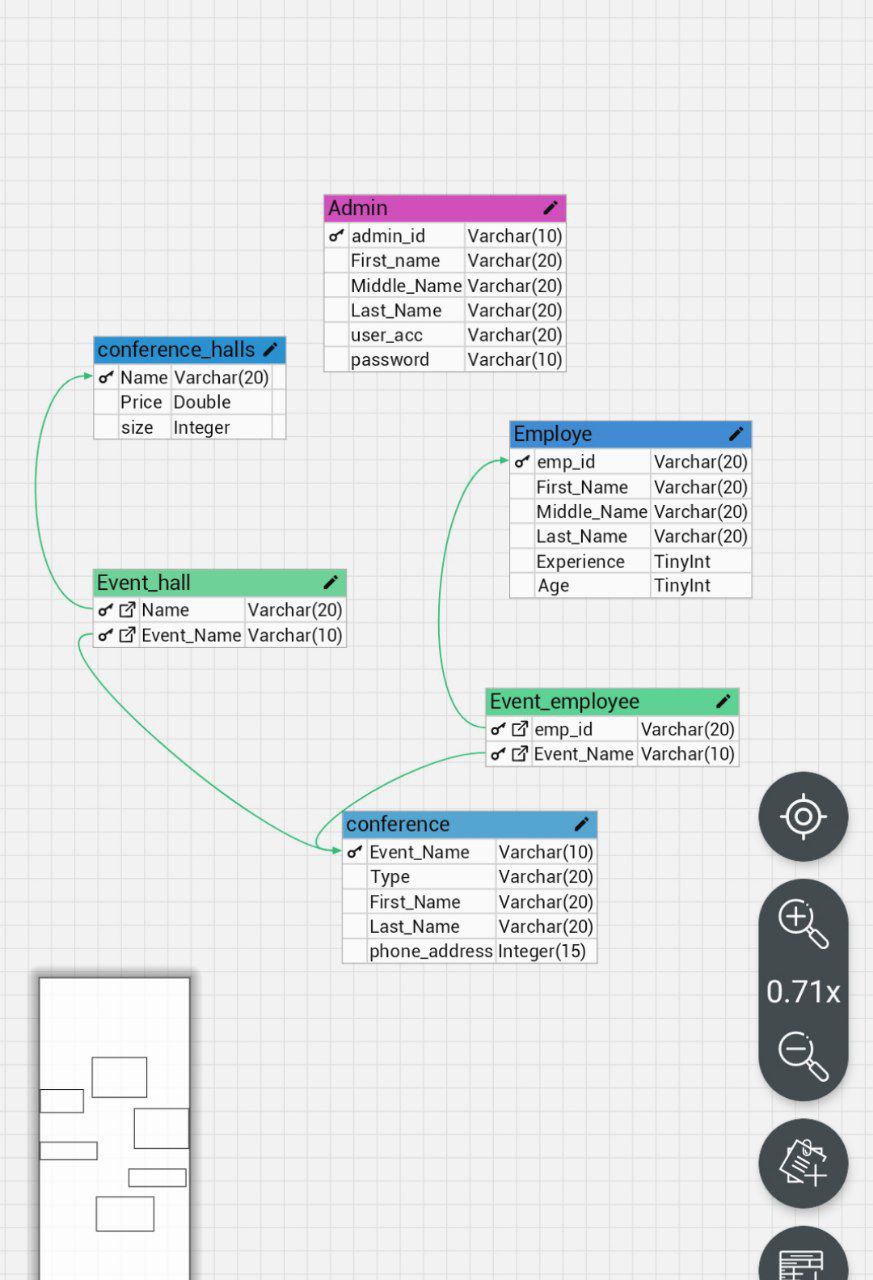 Admin
admin_id Varchar(10)
First_name Varchar(20)
Middle_Name Varchar(20)
Last_Name Varchar(20)
user_acc Varchar(20)
password Varchar(10)
conference_halls
Name Varchar(20)
Price Double
size Integer
Employe
emp_id Varchar(20)
First_Name Varchar(20)
Middle_Name Varchar(20)
Last_Name Varchar(20)
Experience TinyInt
Age TinyInt
Event_hall
Name Varchar(20)
Event_Name Varchar(10)
Event_employee
emp_id Varchar(20)
Event_Name Varchar(10)
conference
Event_Name Varchar(10)
Type Varchar(20)
First_Name Varchar(20)
Last_Name Varchar(20)
phone_address Integer(15)
0.71x